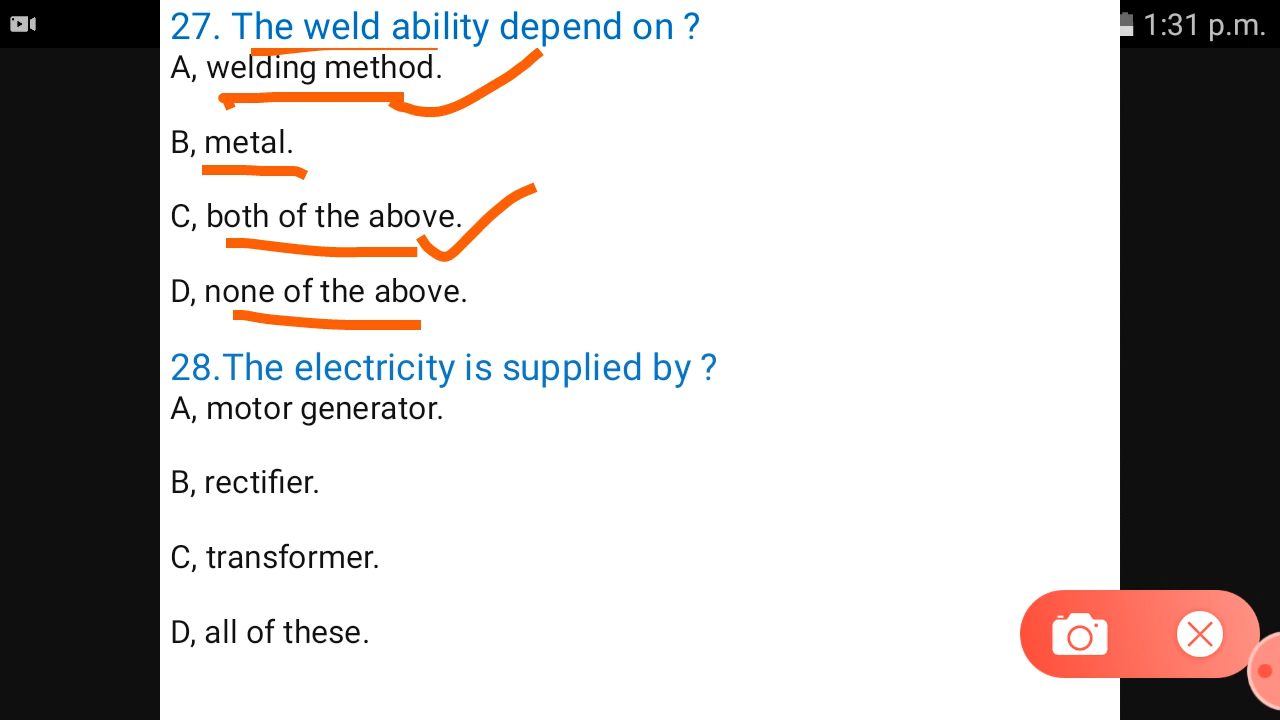 27. The weld ability depend on ?
1:31 p.m.
A, welding method.
B, metal.
C, both of the above.
D, none of the above.
28.The electricity is supplied by ?
A, motor generator.
B, rectifier.
C, transformer.
D, all of these.